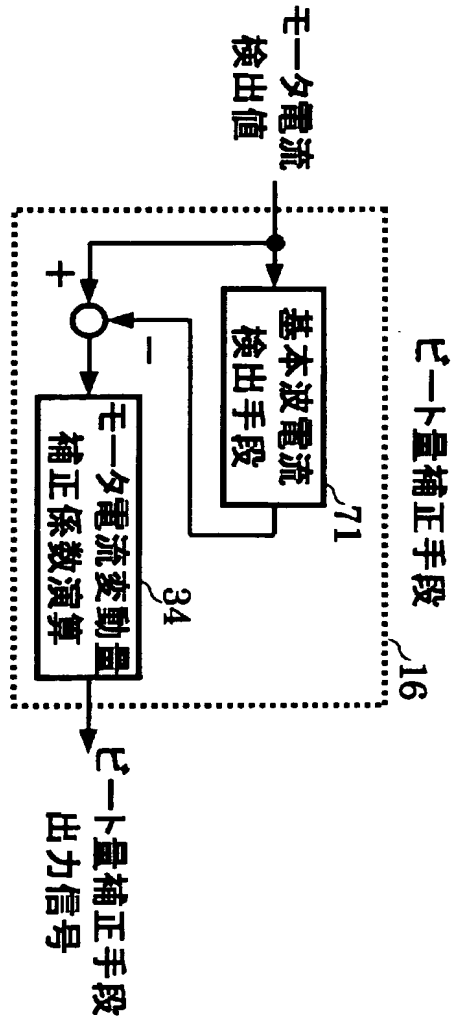 ビート量補正手段
16
モータ電流
検出値
基本波電流
検出手段
71
+
−
モータ電流変動量
補正係数演算
34
ビート量補正手段
出力信号